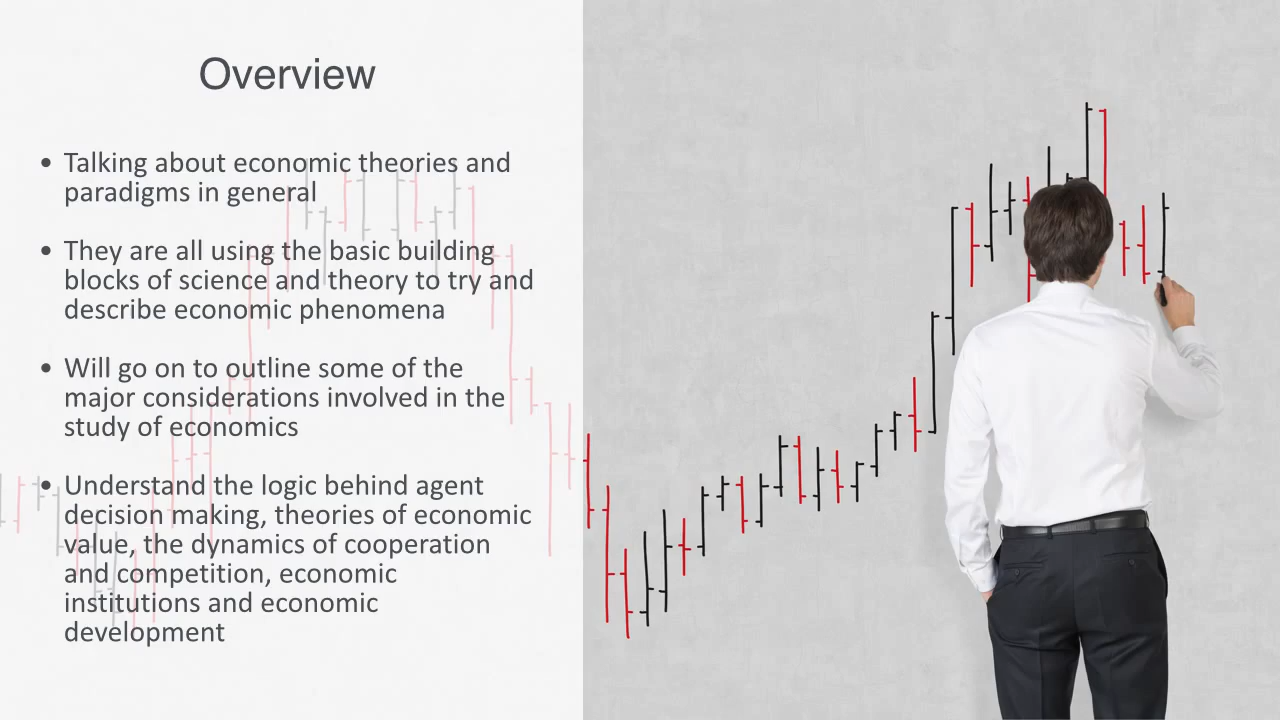 Overview
• Talking about economic theories and
paradigms in general
• They are all using the basic building
blocks of science and theory to try and
describe economic phenomena
• Will go on to outline some of the
major considerations involved in the
study of economics
• Understand the logic behind agent
decision making, theories of economic
value, the dynamics of cooperation
and competition, economic
institutions and economic
development